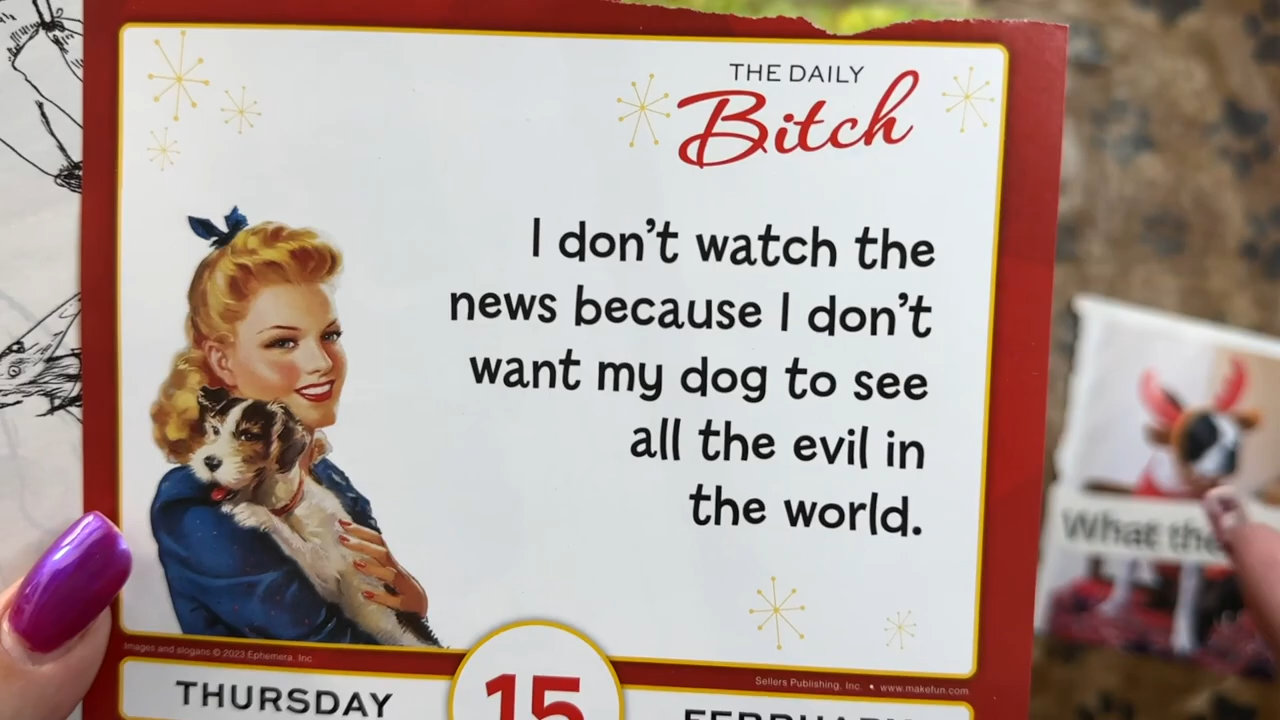 THE DAILY
Bitch
I don't watch the
news because I don't
want my dog to see
all the evil in
the world.
Images and slogans © 2023 Ephemera, Inc.
Sellers Publishing, Inc. • www.makefun.com
THURSDAY
15
FEBRUARY
What the